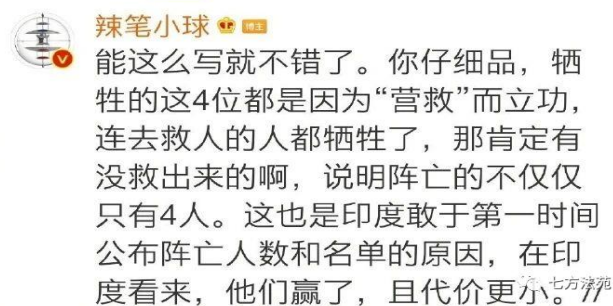 辣笔小球 博主
能这么写就不错了。你仔细品，牺
牲的这4位都是因为“营救”而立功，
连去救人的人都牺牲了，那肯定有
没救出来的啊，说明阵亡的不仅仅
只有4人。这也是印度敢于第一时间
公布阵亡人数和名单的原因，在印
度看来，他们赢了，且代价更小。//
七方法苑